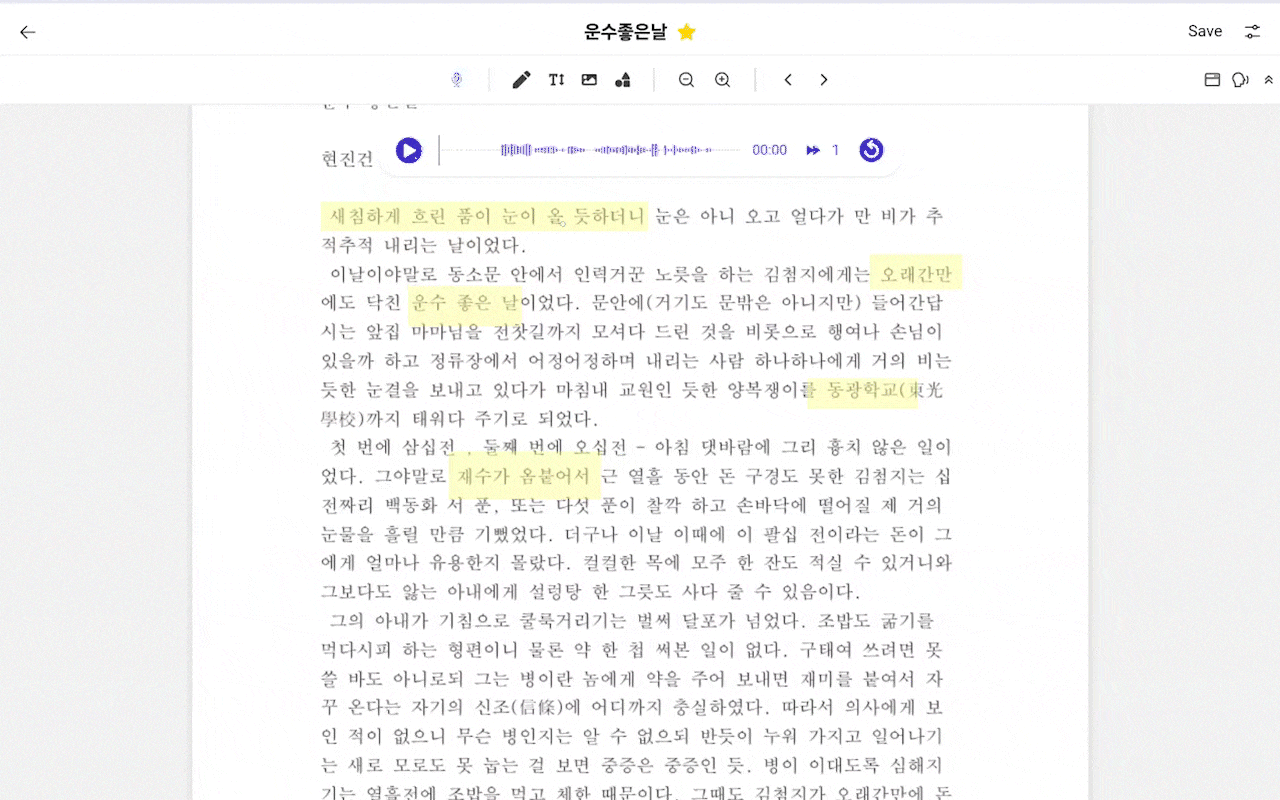 운수좋은날
Save
현진건
00:00
1
새침하게 흐린 품이 눈이 올 듯하더니 눈은 아니 오고 얼다가 만 비가 추
적추적 내리는 날이었다.
이날이야말로 동소문 안에서 인력거꾼 노릇을 하는 김첨지에게는 오래간만
에도 닥친 운수 좋은 날이었다. 문안에(거기도 문밖은 아니지만) 들어간답
시는 앞집 마마님을 전찻길까지 모셔다 드린 것을 비롯으로 행여나 손님이
있을까 하고 정류장에서 어정어정하며 내리는 사람 하나하나에게 거의 비는
듯한 눈결을 보내고 있다가 마침내 교원인 듯한 양복쟁이를 동광학교(東光
學校)까지 태워다 주기로 되었다.
첫 번에 삼십전 , 둘째 번에 오십전 - 아침 댓바람에 그리 흉치 않은 일이
었다. 그야말로 재수가 옴붙어서 근 열흘 동안 돈 구경도 못한 김첨지는 십
전짜리 백동화 서 푼, 또는 다섯 푼이 찰깍 하고 손바닥에 떨어질 제 거의
눈물을 흘릴 만큼 기뻤었다. 더구나 이날 이때에 이 팔십 전이라는 돈이 그
에게 얼마나 유용한지 몰랐다. 컬컬한 목에 모주 한 잔도 적실 수 있거니와
그보다도 앓는 아내에게 설렁탕 한 그릇도 사다 줄 수 있음이다.
그의 아내가 기침으로 쿨룩거리기는 벌써 달포가 넘었다. 조밥도 굶기를
먹다시피 하는 형편이니 물론 약 한 첩 써본 일이 없다. 구태여 쓰려면 못
쓸 바도 아니로되 그는 병이란 놈에게 약을 주어 보내면 재미를 붙여서 자
꾸 온다는 자기의 신조(信條)에 어디까지 충실하였다. 따라서 의사에게 보
인 적이 없으니 무슨 병인지는 알 수 없으되 반듯이 누워 가지고 일어나기
는 새로 모로도 못 눕는 걸 보면 중증은 중증인 듯. 병이 이대도록 심해지
기는 열흘전에 조밥을 먹고 체한 때문이다. 그때도 김첨지가 오래간만에 돈